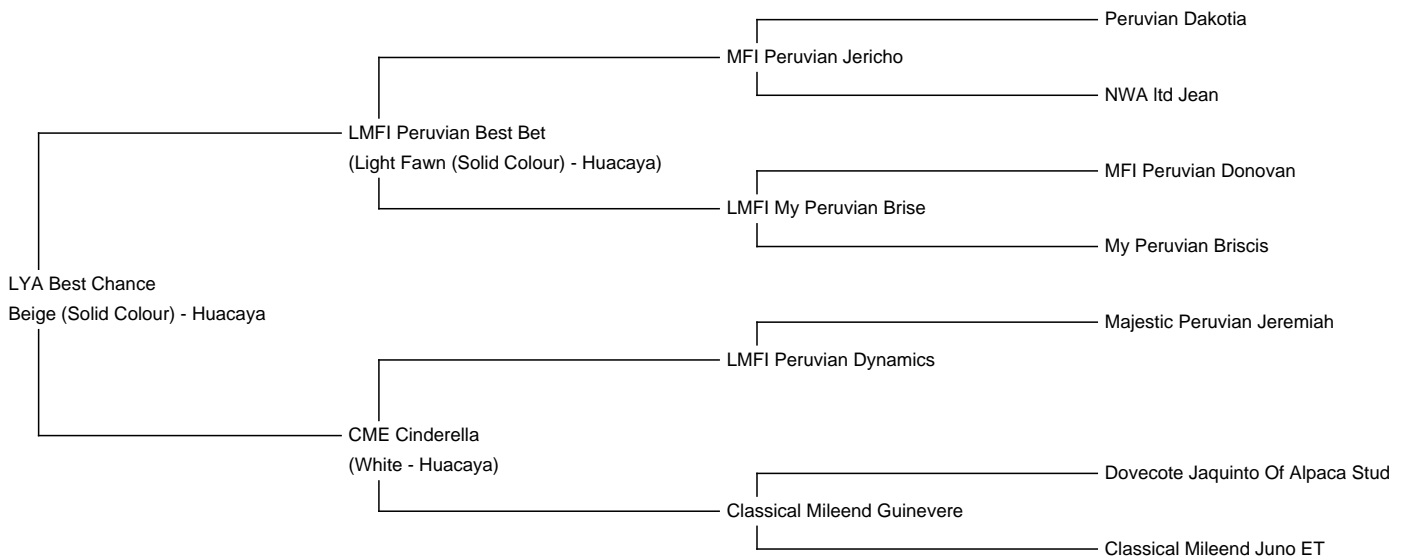 Peruvian Dakotia
MFI Peruvian Jericho
NWA ltd Jean
LMFI Peruvian Best Bet
(Light Fawn (Solid Colour) - Huacaya)
MFI Peruvian Donovan
LMFI My Peruvian Brise
My Peruvian Briscis
LYA Best Chance
Beige (Solid Colour) - Huacaya
Majestic Peruvian Jeremiah
LMFI Peruvian Dynamics
CME Cinderella
(White - Huacaya)
Dovecote Jaquinto Of Alpaca Stud
Classical Mileend Guinevere
Classical Mileend Juno ET